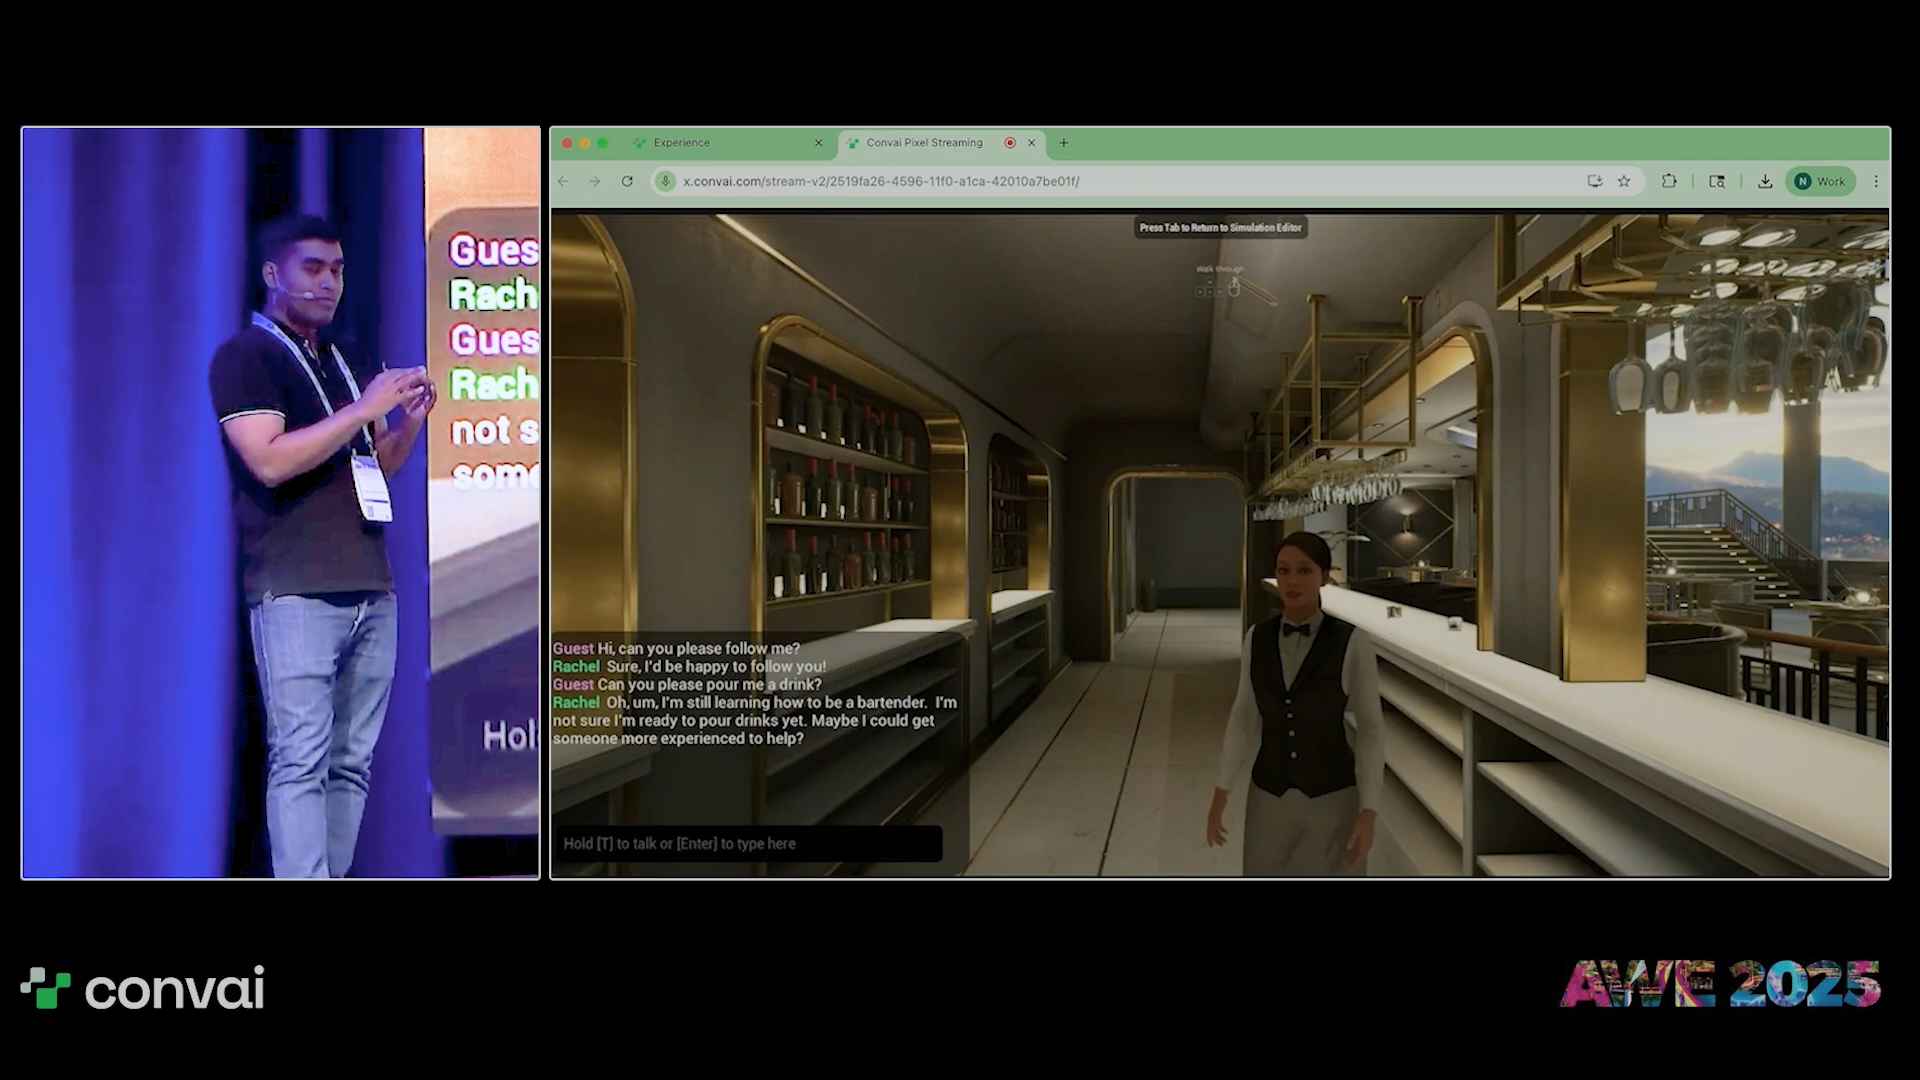 Gues
Rach
Gues
Rach
not s
some
Hol
Experience
Convai Pixel Streaming
x.convai.com/stream-v2/2519fa26-4596-11f0-a1ca-42010a7be01f/
N Work
Press Tab to Return to Simulation Editor
Walk through
Guest Hi, can you please follow me?
Rachel Sure, I'd be happy to follow you!
Guest Can you please pour me a drink?
Rachel Oh, um, I'm still learning how to be a bartender. I'm
not sure I'm ready to pour drinks yet. Maybe I could get
someone more experienced to help?
Hold [T] to talk or [Enter] to type here
convai
AWE 2025